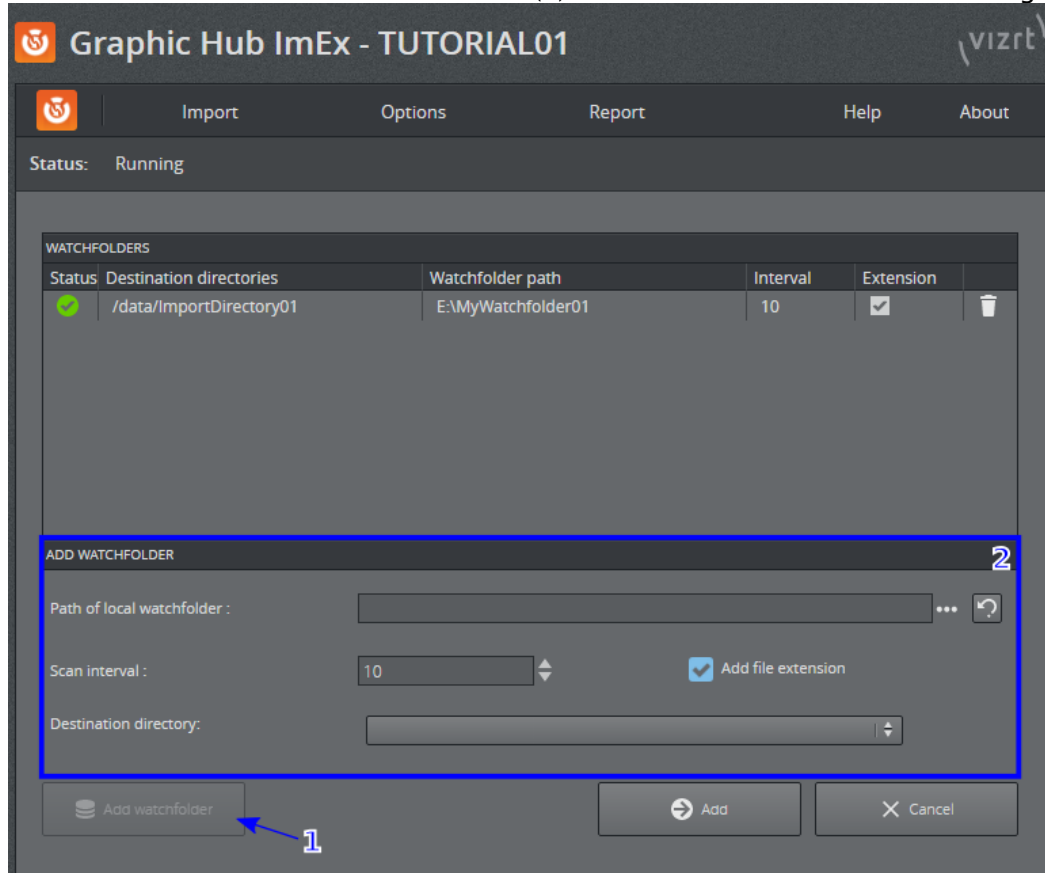 Graphic Hub ImEx - TUTORIAL01 vizrt
Import Options Report Help About
Status: Running
WATCHFOLDERS
Status Destination directories Watchfolder path Interval Extension
/data/ImportDirectory01 E:\MyWatchfolder01 10
ADD WATCHFOLDER 2
Path of local watchfolder : •••
Scan interval : 10 Add file extension
Destination directory:
Add watchfolder Add Cancel
1